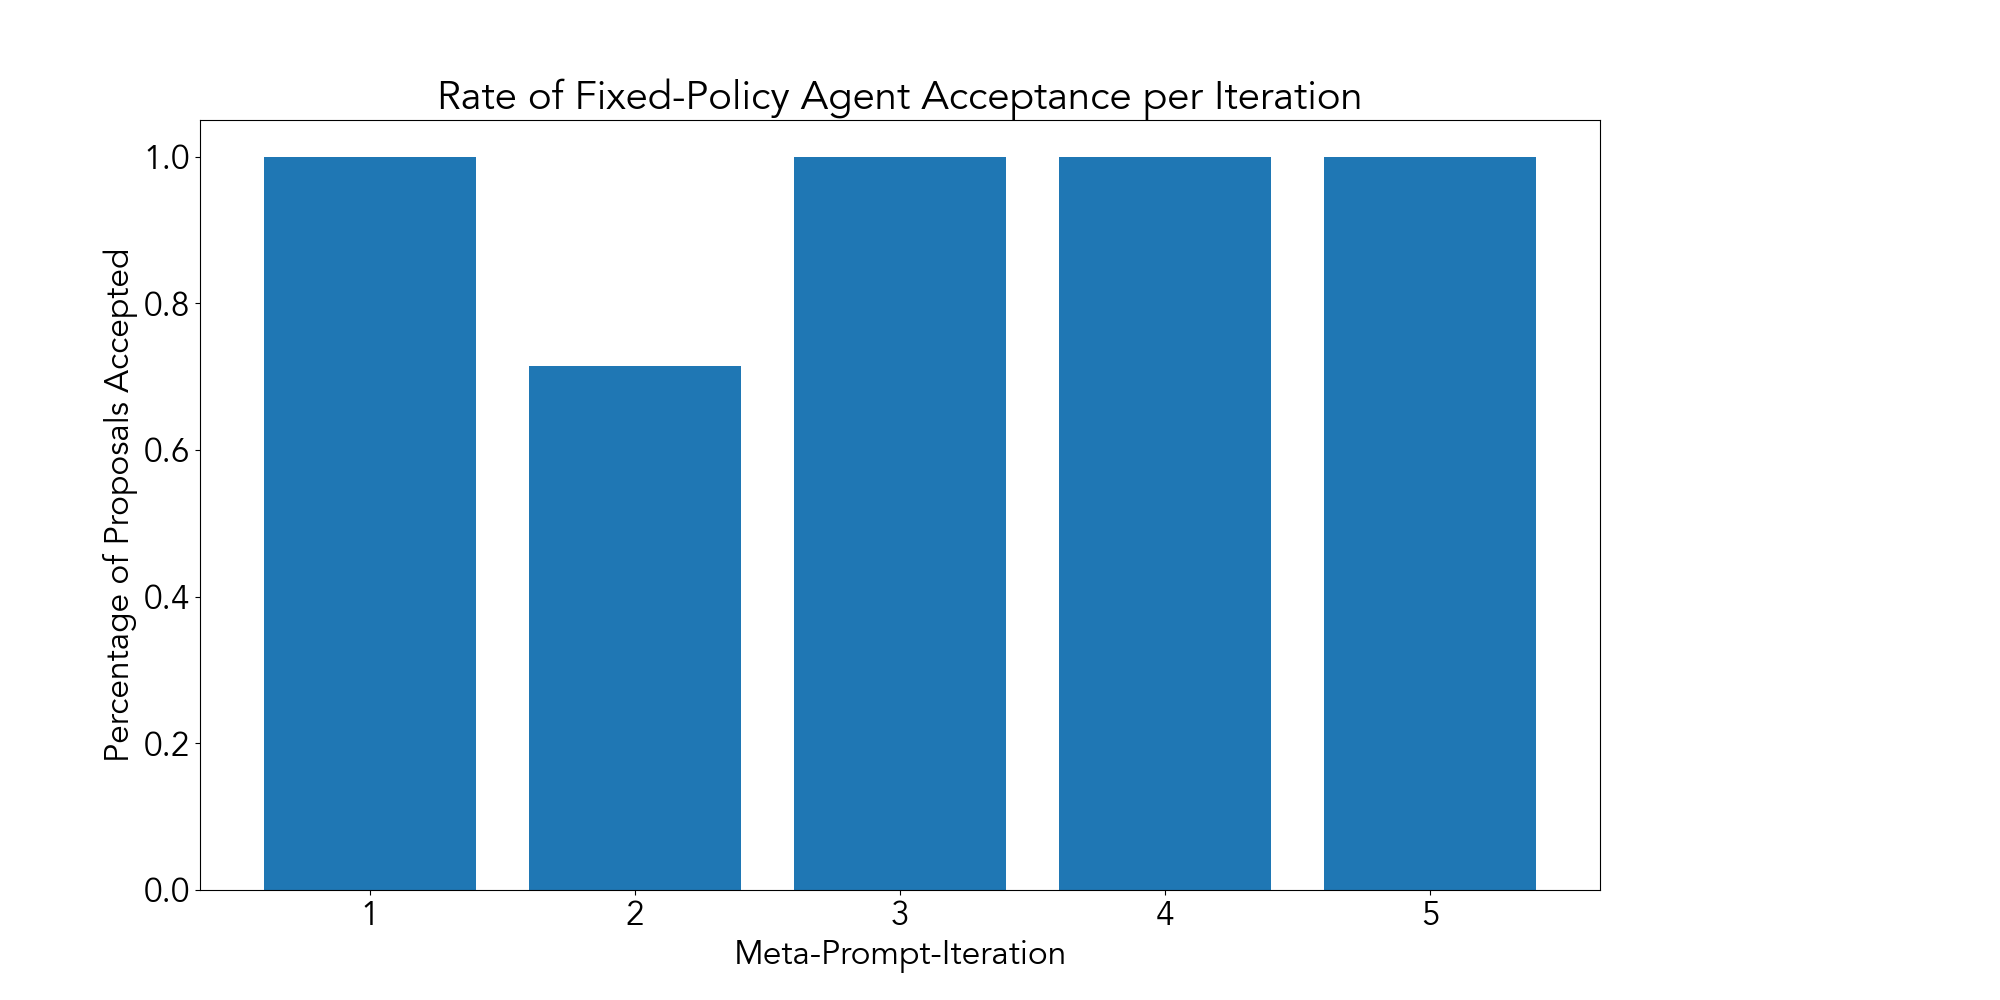 Rate of Fixed-Policy Agent Acceptance per Iteration
Percentage of Proposals Accepted
1.0
0.8
0.6
0.4
0.2
0.0
1 2 3 4 5
Meta-Prompt-Iteration